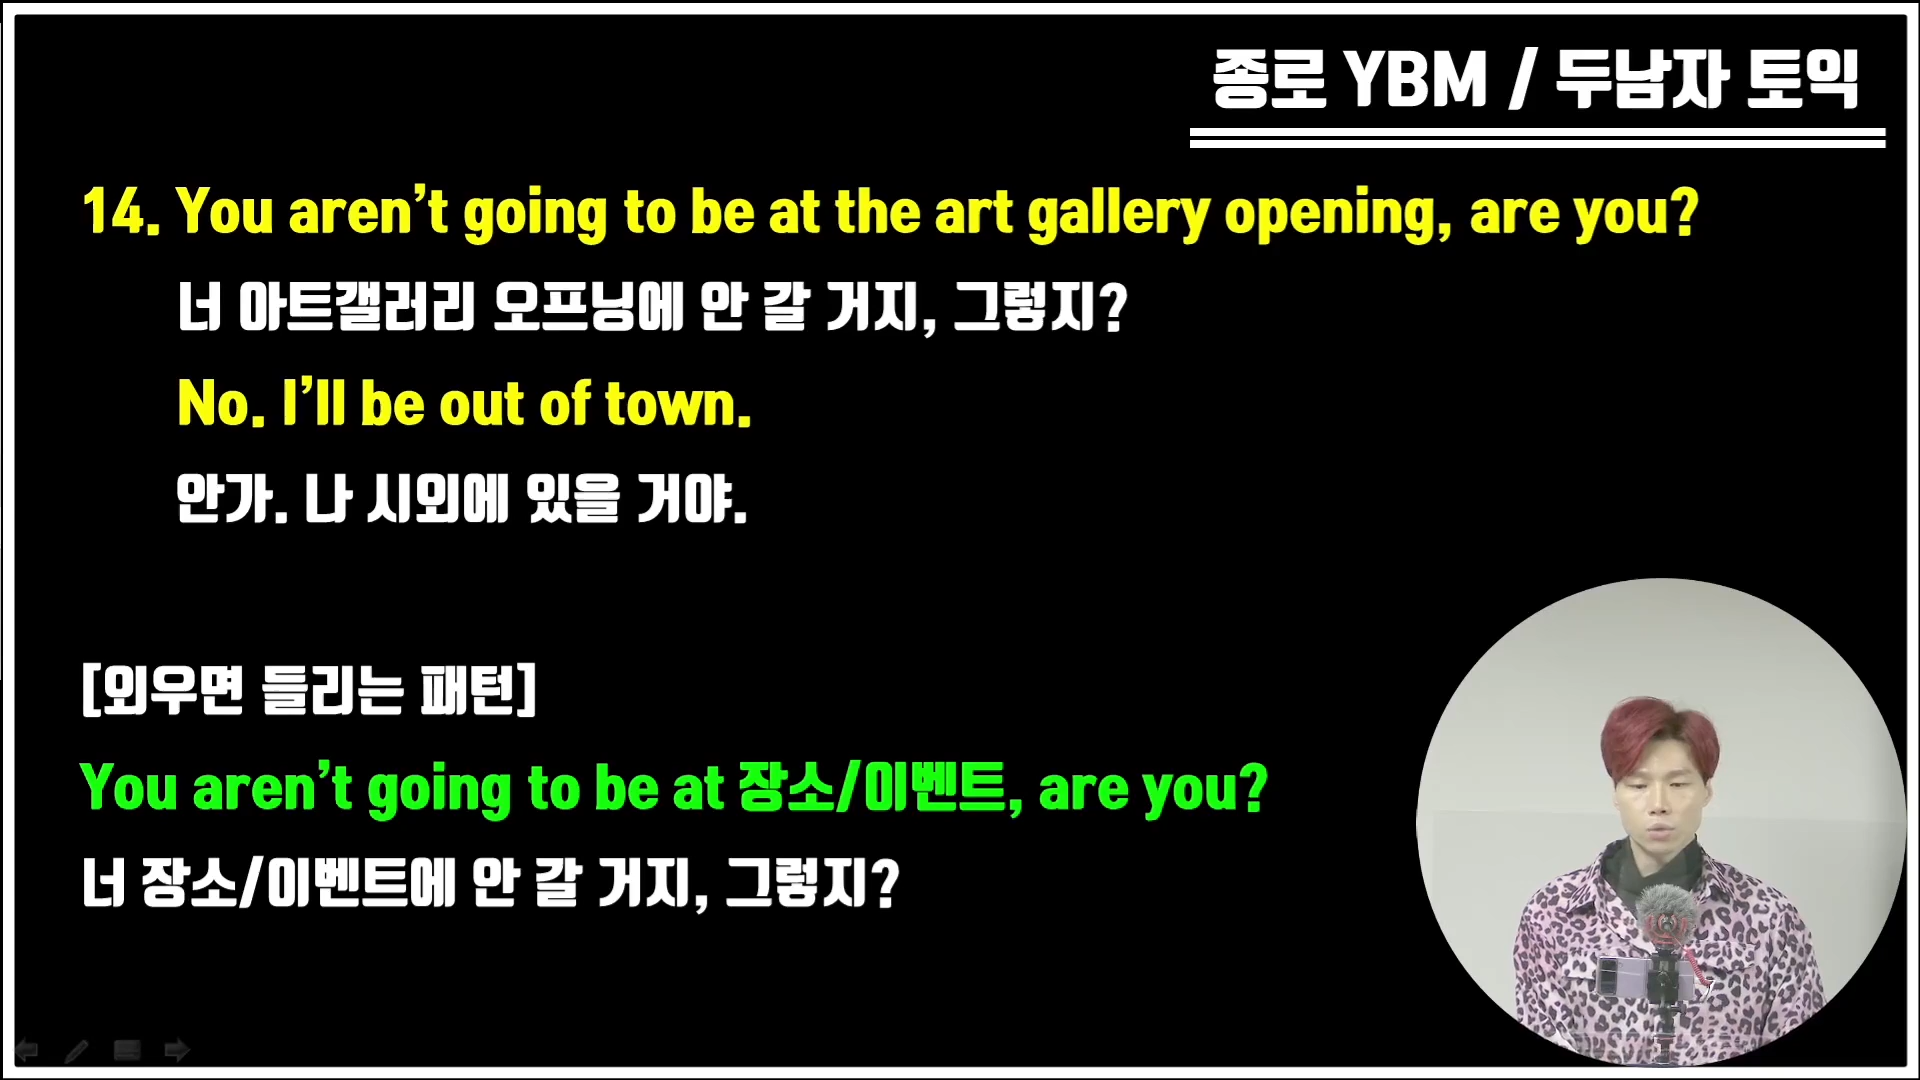 종로 YBM / 두남자 토익
14. You aren’t going to be at the art gallery opening, are you?
너 아트갤러리 오프닝에 안 갈 거지, 그렇지?
No. I’ll be out of town.
안가. 나 시외에 있을 거야.
[외우면 들리는 패턴]
You aren’t going to be at 장소/이벤트, are you?
너 장소/이벤트에 안 갈 거지, 그렇지?